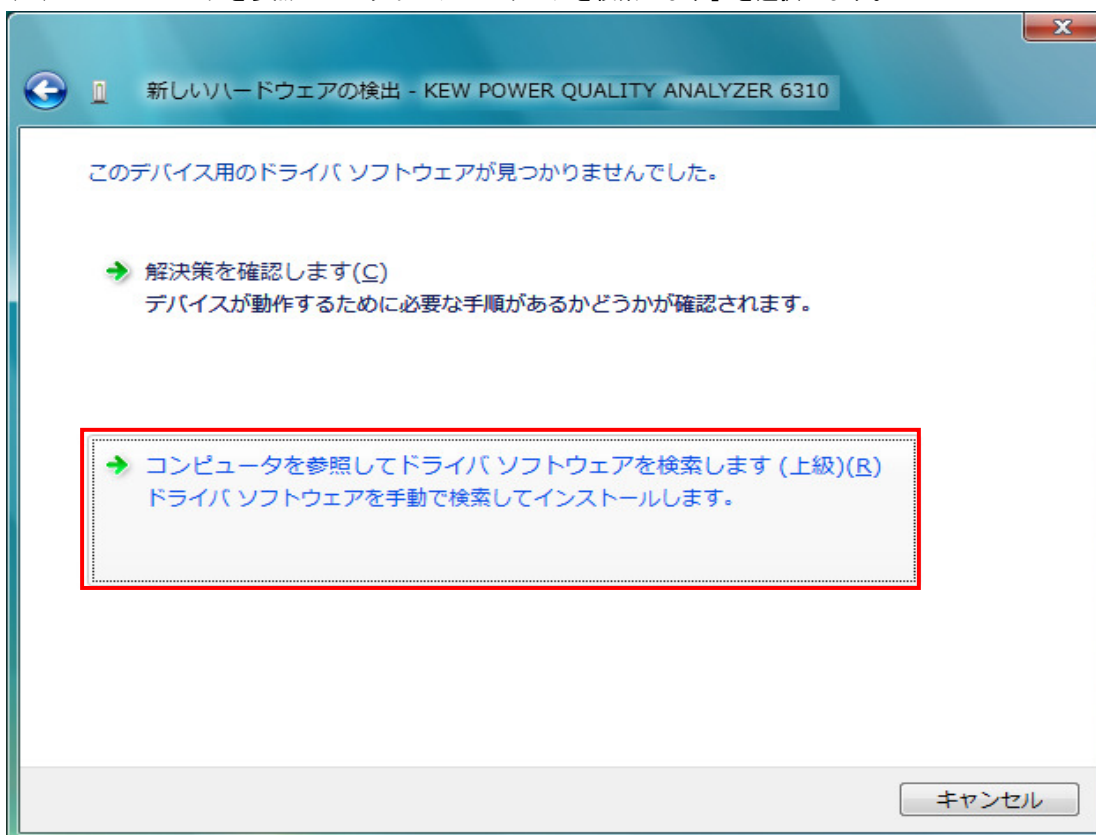 新しいハードウェアの検出 - KEW POWER QUALITY ANALYZER 6310
このデバイス用のドライバ ソフトウェアが見つかりませんでした。
解決策を確認します(C)
デバイスが動作するために必要な手順があるかどうかが確認されます。
コンピュータを参照してドライバ ソフトウェアを検索します (上級)(R)
ドライバ ソフトウェアを手動で検索してインストールします。
キャンセル